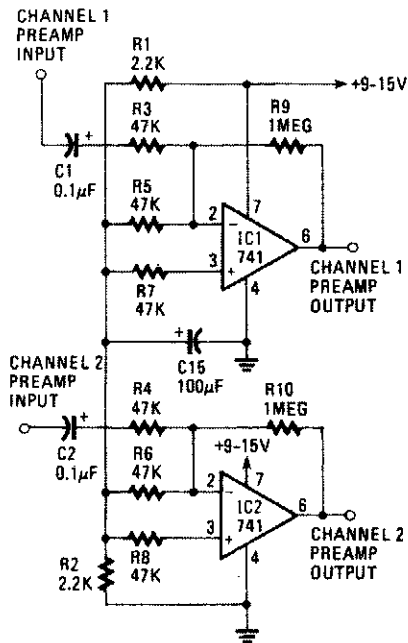 CHANNEL 1
PREAMP
INPUT
R1
2.2K
+9-15V
R3
47K
R9
1MEG
C1
0.1µF
+
R5
47K
2
-
7
IC1
741
6
3
+
4
R7
47K
CHANNEL 1
PREAMP
OUTPUT
+
C15
100µF
CHANNEL 2
PREAMP
INPUT
R4
47K
R10
1MEG
+
C2
0.1µF
+9-15V
R6
47K
2
-
7
IC2
741
6
3
+
4
R8
47K
R2
2.2K
CHANNEL 2
PREAMP
OUTPUT